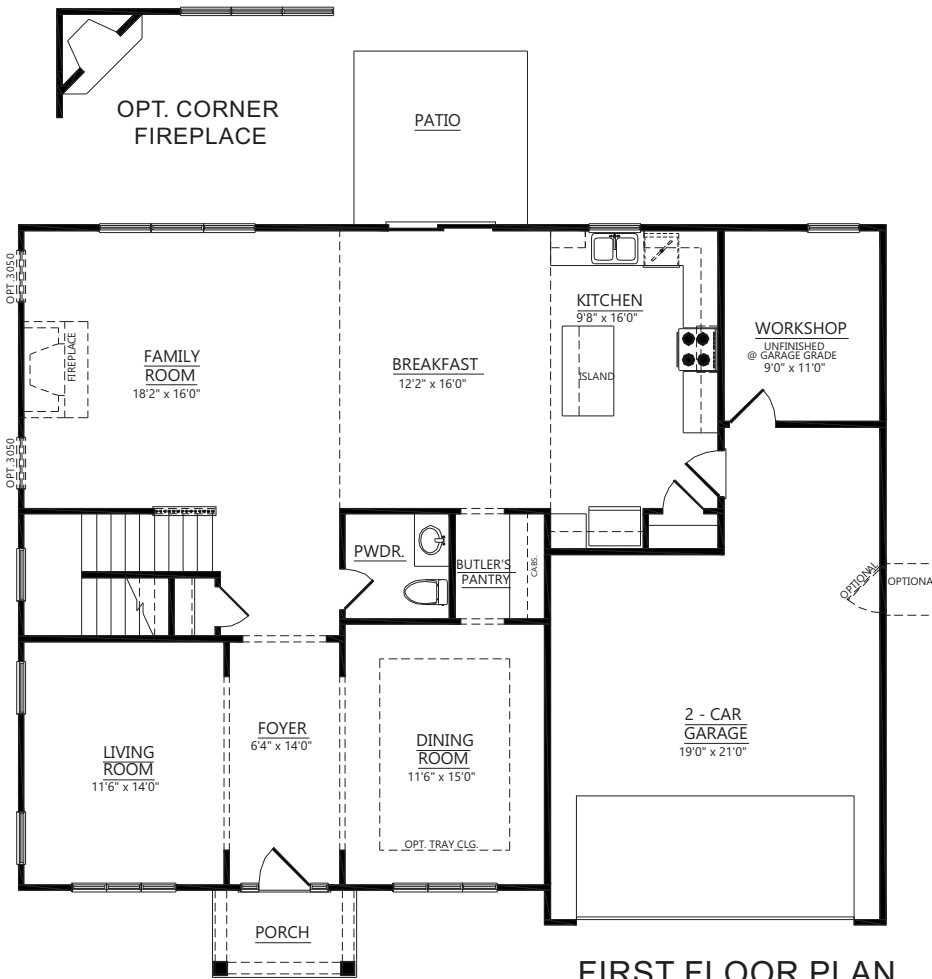 OPT. CORNER
FIREPLACE
PATIO
OPT.3050
FIREPLACE
OPT.3050
FAMILY
ROOM
18'2" x 16'0"
BREAKFAST
12'2" x 16'0"
KITCHEN
9'8" x 16'0"
ISLAND
WORKSHOP
UNFINISHED
@ GARAGE GRADE
9'0" x 11'0"
PWDR.
BUTLER'S
PANTRY
CABS.
OPTIONAL
OPTIONA
LIVING
ROOM
11'6" x 14'0"
FOYER
6'4" x 14'0"
DINING
ROOM
11'6" x 15'0"
OPT. TRAY CLG.
2 - CAR
GARAGE
19'0" x 21'0"
PORCH
FIRST FLOOR PLAN